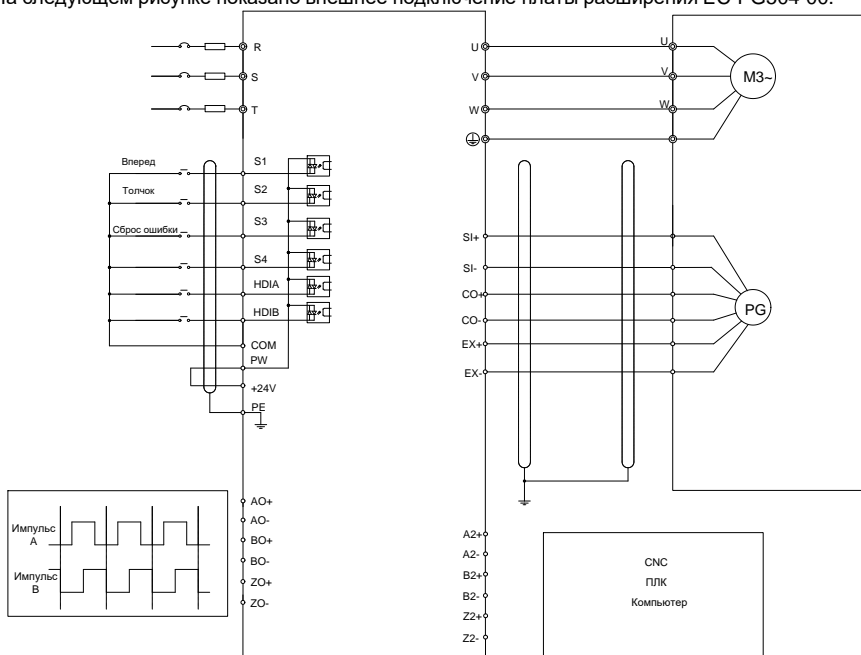 На следующем рисунке показано внешнее подключение платы расширения EC-PG304-00.
R
S
T
Вперед
Толчок
Сброс ошибки
S1
S2
S3
S4
HDIA
HDIB
COM
PW
+24V
PE
U
V
W
U
V
W
M3~
SI+
SI-
CO+
CO-
EX+
EX-
PG
Импульс
A
Импульс
B
AO+
AO-
BO+
BO-
ZO+
ZO-
A2+
A2-
B2+
B2-
Z2+
Z2-
CNC
ПЛК
Компьютер